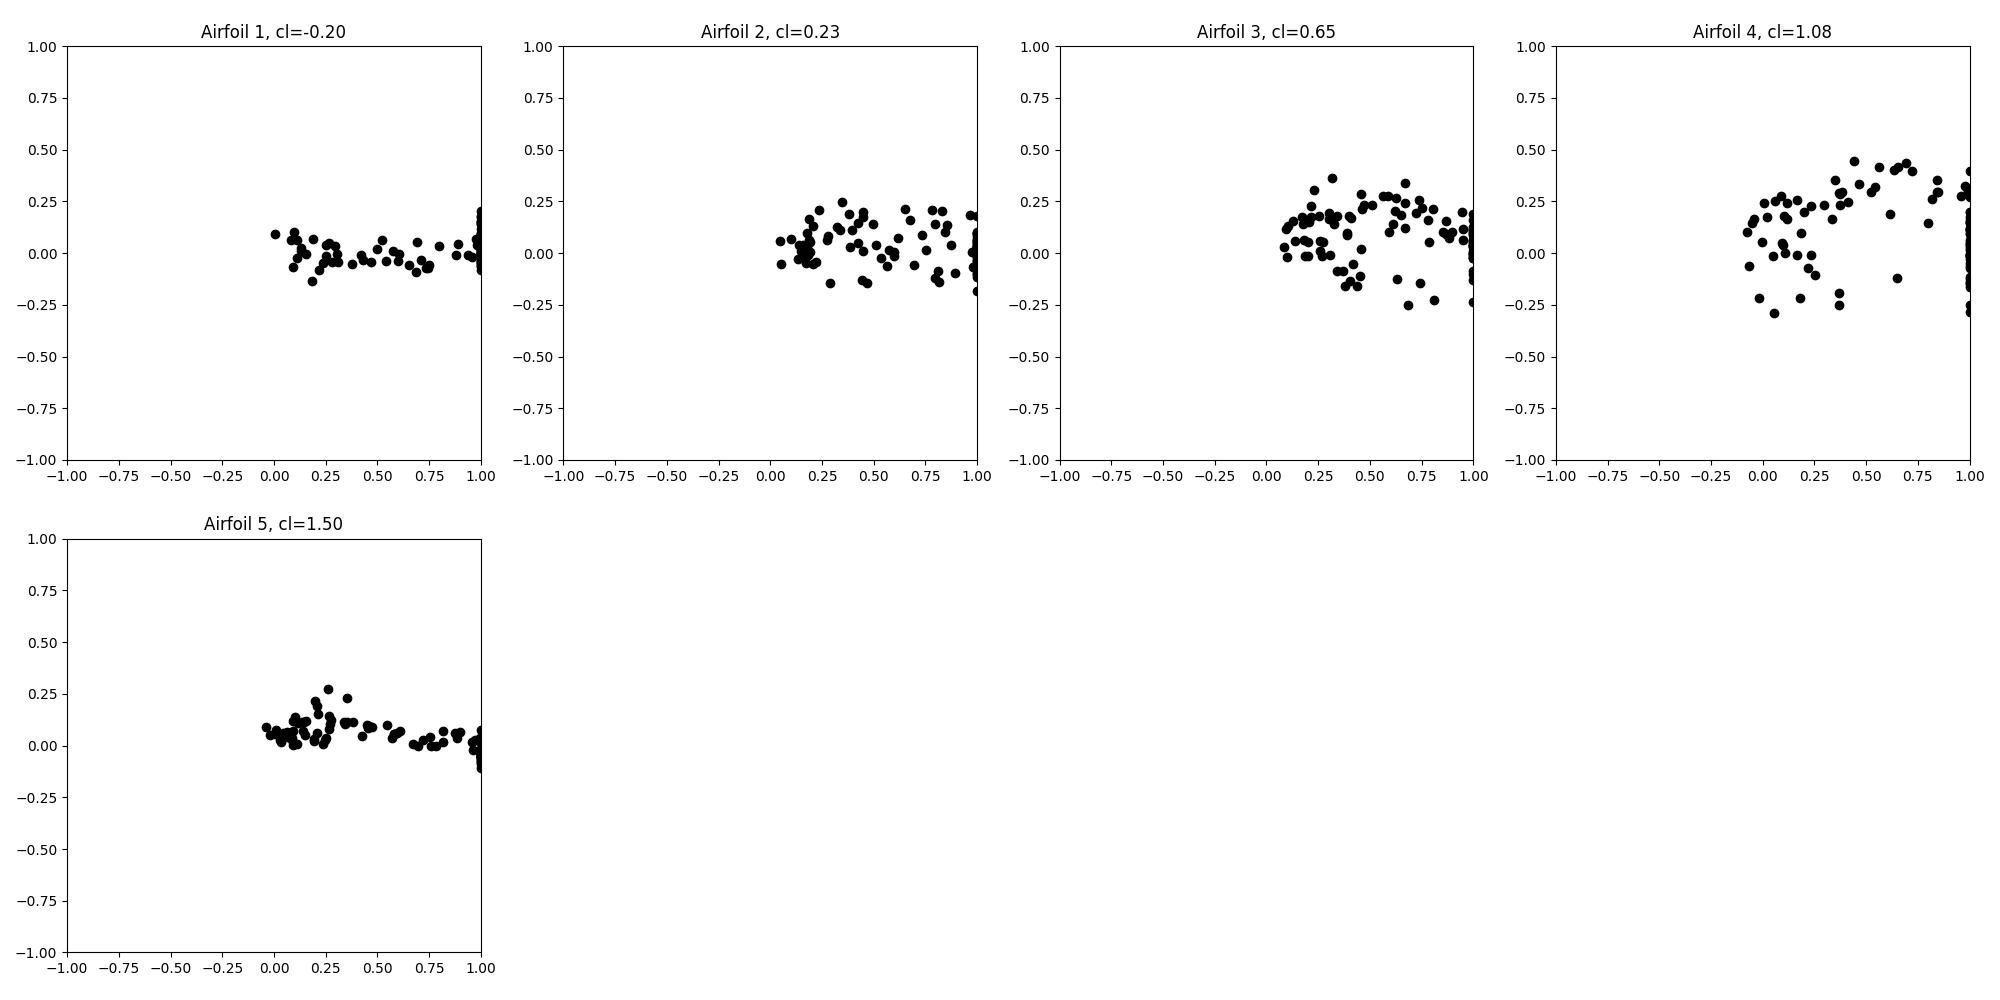 Airfoil 1, cl=-0.20
Airfoil 2, cl=0.23
Airfoil 3, cl=0.65
Airfoil 4, cl=1.08
1.00 1.00 1.00 1.00
0.75 0.75 0.75 0.75
0.50 0.50 0.50 0.50
0.25 0.25 0.25 0.25
0.00 0.00 0.00 0.00
−0.25 −0.25 −0.25 −0.25
−0.50 −0.50 −0.50 −0.50
−0.75 −0.75 −0.75 −0.75
−1.00 −1.00 −1.00 −1.00
−1.00 −0.75 −0.50 −0.25 0.00 0.25 0.50 0.75 1.00
−1.00 −0.75 −0.50 −0.25 0.00 0.25 0.50 0.75 1.00
−1.00 −0.75 −0.50 −0.25 0.00 0.25 0.50 0.75 1.00
−1.00 −0.75 −0.50 −0.25 0.00 0.25 0.50 0.75 1.00
Airfoil 5, cl=1.50
1.00
0.75
0.50
0.25
0.00
−0.25
−0.50
−0.75
−1.00
−1.00 −0.75 −0.50 −0.25 0.00 0.25 0.50 0.75 1.00